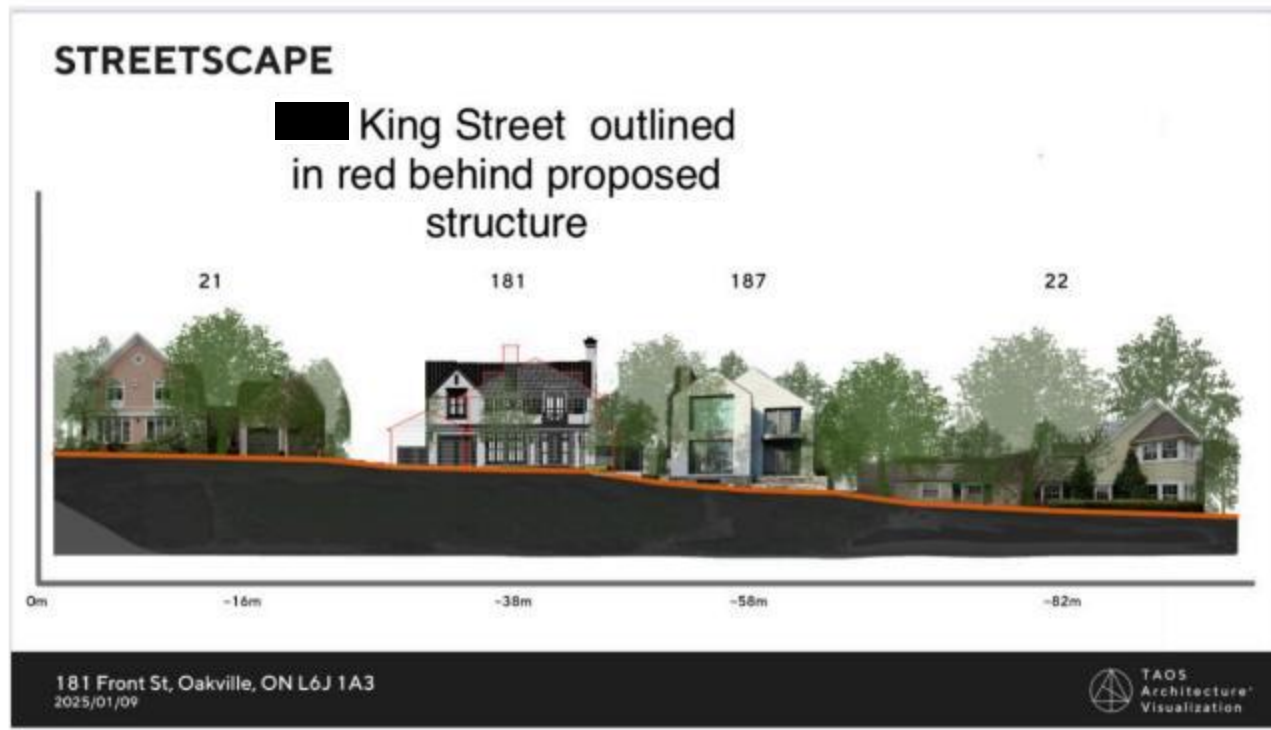 STREETSCAPE
King Street outlined
in red behind proposed
structure
21 181 187 22
0m ~16m ~38m ~58m ~82m
181 Front St, Oakville, ON L6J 1A3
2025/01/09
TAOS
Architecture
Visualization